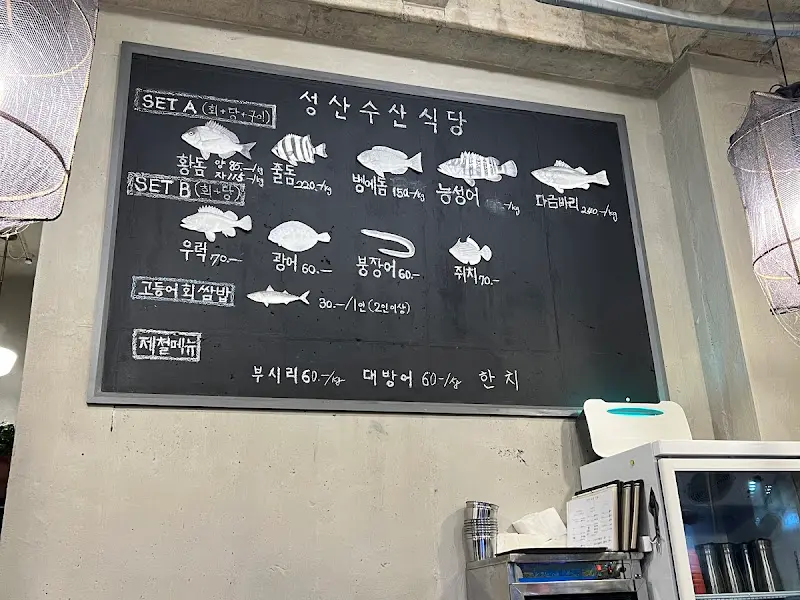 성산수산식당
SET A (회+탕+구이)
황돔 양 85.-/kg
자 115.-/kg
줄돔 220.-/kg
벵에돔 150.-/kg
능성어 /kg
다금바리 240.-/kg
SET B (회+탕)
우럭 70.-
광어 60.-
붕장어 60.-
쥐치 70.-
고등어회쌈밥
30.-/1인 (2인이상)
제철메뉴
부시리 60.-/kg 대방어 60-/kg 한치